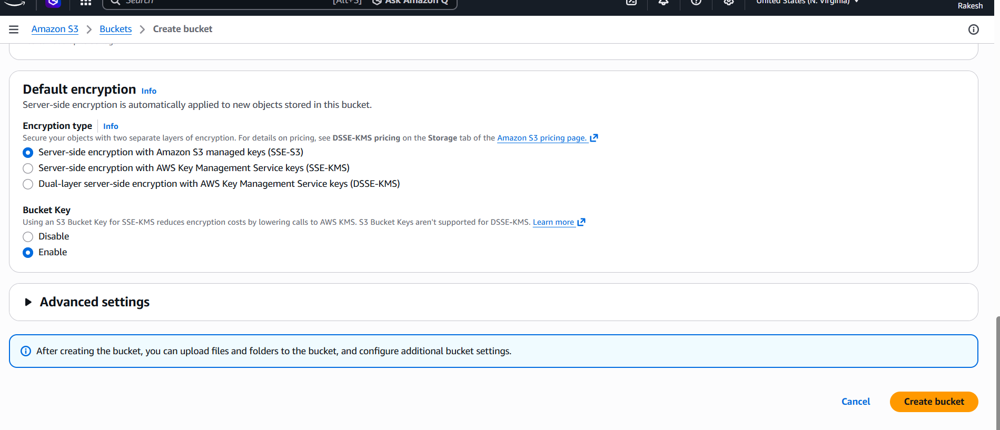 Search [Alt+S] Ask Amazon Q United States (N. Virginia)
Rakesh
Amazon S3 Buckets Create bucket
Default encryption Info
Server-side encryption is automatically applied to new objects stored in this bucket.
Encryption type Info
Secure your objects with two separate layers of encryption. For details on pricing, see DSSE-KMS pricing on the Storage tab of the Amazon S3 pricing page.
Server-side encryption with Amazon S3 managed keys (SSE-S3)
Server-side encryption with AWS Key Management Service keys (SSE-KMS)
Dual-layer server-side encryption with AWS Key Management Service keys (DSSE-KMS)
Bucket Key
Using an S3 Bucket Key for SSE-KMS reduces encryption costs by lowering calls to AWS KMS. S3 Bucket Keys aren't supported for DSSE-KMS. Learn more
Disable
Enable
Advanced settings
After creating the bucket, you can upload files and folders to the bucket, and configure additional bucket settings.
Cancel Create bucket